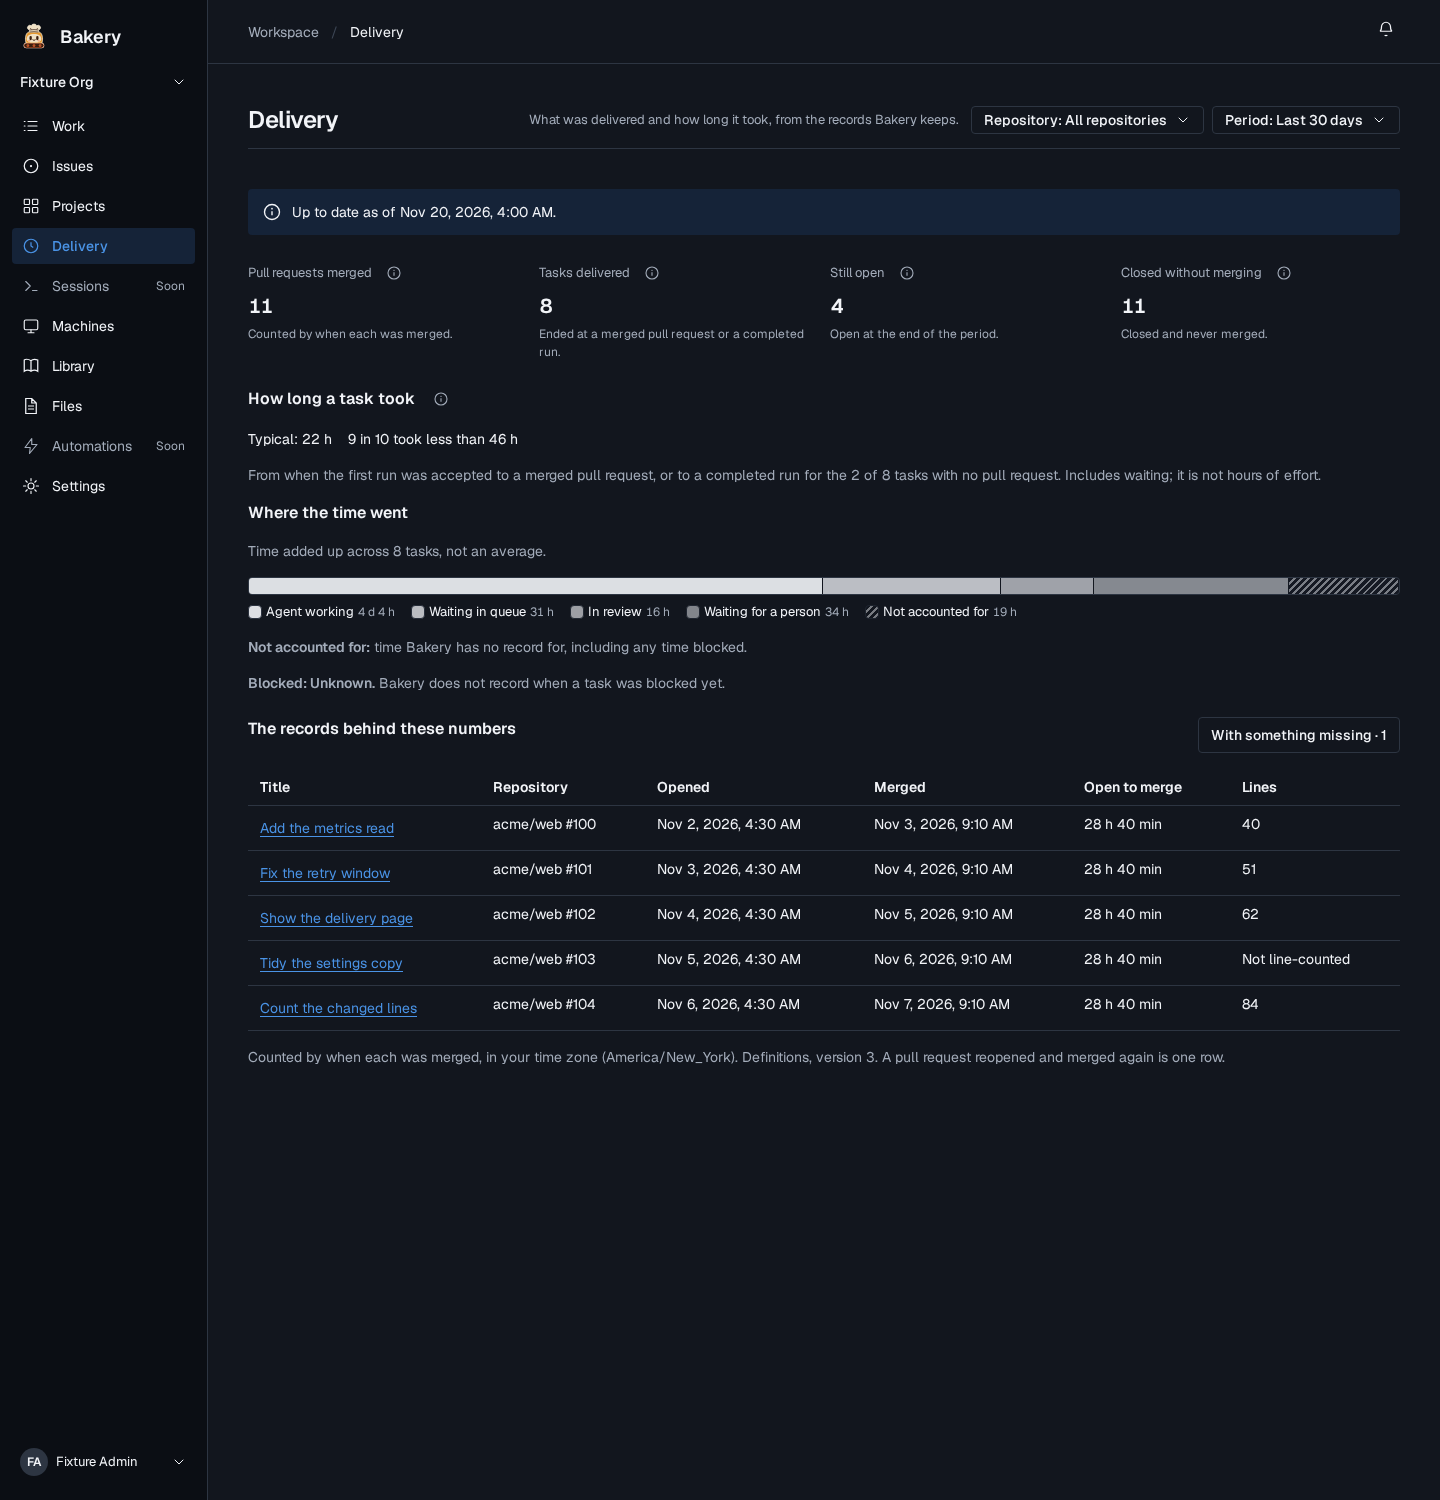 Bakery
Fixture Org
Work
Issues
Projects
Delivery
Sessions Soon
Machines
Library
Files
Automations Soon
Settings
FA Fixture Admin
Workspace / Delivery
Delivery
What was delivered and how long it took, from the records Bakery keeps.
Repository: All repositories
Period: Last 30 days
Up to date as of Nov 20, 2026, 4:00 AM.
Pull requests merged
11
Counted by when each was merged.
Tasks delivered
8
Ended at a merged pull request or a completed
run.
Still open
4
Open at the end of the period.
Closed without merging
11
Closed and never merged.
How long a task took
Typical: 22 h 9 in 10 took less than 46 h
From when the first run was accepted to a merged pull request, or to a completed run for the 2 of 8 tasks with no pull request. Includes waiting; it is not hours of effort.
Where the time went
Time added up across 8 tasks, not an average.
Agent working 4 d 4 h Waiting in queue 31 h In review 16 h Waiting for a person 34 h Not accounted for 19 h
Not accounted for: time Bakery has no record for, including any time blocked.
Blocked: Unknown. Bakery does not record when a task was blocked yet.
The records behind these numbers
With something missing · 1
Title Repository Opened Merged Open to merge Lines
Add the metrics read acme/web #100 Nov 2, 2026, 4:30 AM Nov 3, 2026, 9:10 AM 28 h 40 min 40
Fix the retry window acme/web #101 Nov 3, 2026, 4:30 AM Nov 4, 2026, 9:10 AM 28 h 40 min 51
Show the delivery page acme/web #102 Nov 4, 2026, 4:30 AM Nov 5, 2026, 9:10 AM 28 h 40 min 62
Tidy the settings copy acme/web #103 Nov 5, 2026, 4:30 AM Nov 6, 2026, 9:10 AM 28 h 40 min Not line-counted
Count the changed lines acme/web #104 Nov 6, 2026, 4:30 AM Nov 7, 2026, 9:10 AM 28 h 40 min 84
Counted by when each was merged, in your time zone (America/New_York). Definitions, version 3. A pull request reopened and merged again is one row.